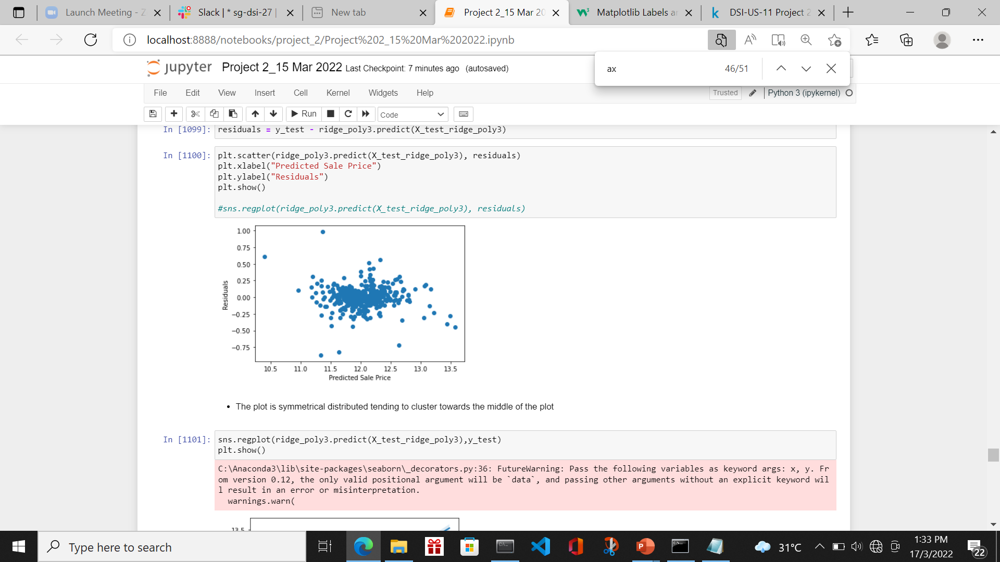 Launch Meeting - Z
Slack | * sg-dsi-27 |
New tab
Project 2_15 Mar 20
Matplotlib Labels a
DSI-US-11 Project 2
localhost:8888/notebooks/project_2/Project%202_15%20Mar%202022.ipynb
ax 46/51
jupyter Project 2_15 Mar 2022 Last Checkpoint: 7 minutes ago (autosaved)
File Edit View Insert Cell Kernel Widgets Help
Trusted Python 3 (ipykernel)
Run Code
In [1099]: residuals = y_test - ridge_poly3.predict(X_test_ridge_poly3)
In [1100]: plt.scatter(ridge_poly3.predict(X_test_ridge_poly3), residuals)
plt.xlabel("Predicted Sale Price")
plt.ylabel("Residuals")
plt.show()
#sns.regplot(ridge_poly3.predict(X_test_ridge_poly3), residuals)
1.00
0.75
0.50
0.25
0.00
−0.25
−0.50
−0.75
Residuals
10.5 11.0 11.5 12.0 12.5 13.0 13.5
Predicted Sale Price
• The plot is symmetrical distributed tending to cluster towards the middle of the plot
In [1101]: sns.regplot(ridge_poly3.predict(X_test_ridge_poly3),y_test)
plt.show()
C:\Anaconda3\lib\site-packages\seaborn\_decorators.py:36: FutureWarning: Pass the following variables as keyword args: x, y. Fr
om version 0.12, the only valid positional argument will be `data`, and passing other arguments without an explicit keyword wil
l result in an error or misinterpretation.
warnings.warn(
13.5
Type here to search
31°C
1:33 PM
17/3/2022
22